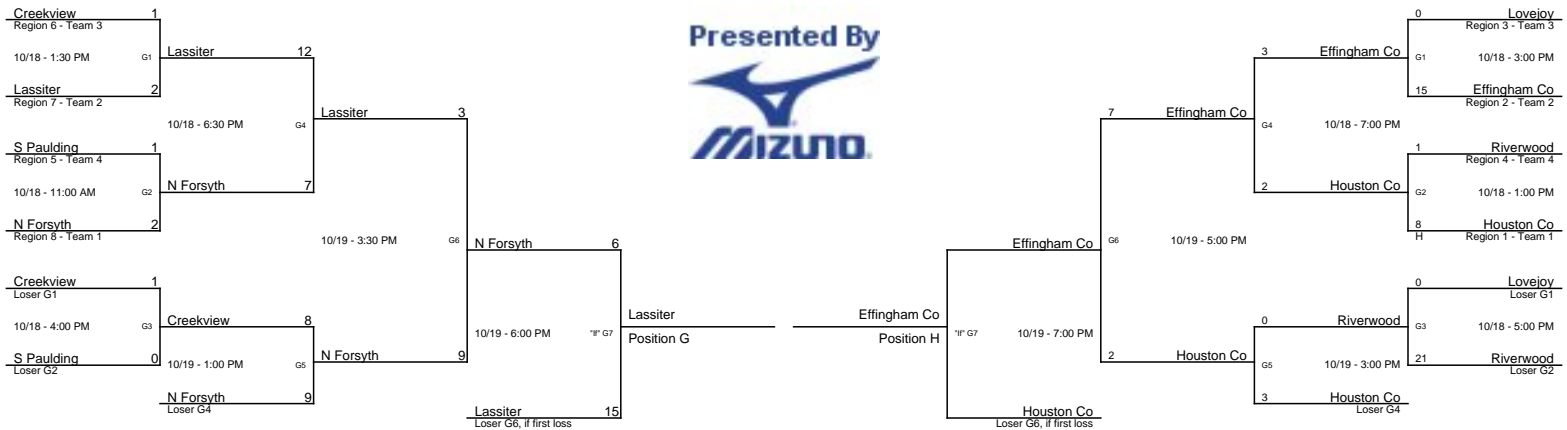 Creekview 1
Region 6 - Team 3
10/18 - 1:30 PM G1
Lassiter 2
Region 7 - Team 2
Lassiter 12
10/18 - 6:30 PM G4
S Paulding 1
Region 5 - Team 4
10/18 - 11:00 AM G2
N Forsyth 2
Region 8 - Team 1
N Forsyth 7
Lassiter 3
10/19 - 3:30 PM G6
Creekview 1
Loser G1
10/18 - 4:00 PM G3
S Paulding 0
Loser G2
Creekview 8
10/19 - 1:00 PM G5
N Forsyth 9
Loser G4
N Forsyth 9
N Forsyth 6
10/19 - 6:00 PM "If" G7
Lassiter 15
Loser G6, if first loss
Lassiter
Position G
Presented By
MIZUNO
Effingham Co
Position H
Effingham Co
"If" G7 10/19 - 7:00 PM
Houston Co
Loser G6, if first loss
7 Effingham Co
G6 10/19 - 5:00 PM
2 Houston Co
3 Effingham Co
G4 10/18 - 7:00 PM
2 Houston Co
0 Lovejoy
Region 3 - Team 3
G1 10/18 - 3:00 PM
15 Effingham Co
Region 2 - Team 2
1 Riverwood
Region 4 - Team 4
G2 10/18 - 1:00 PM
8 Houston Co
H Region 1 - Team 1
0 Riverwood
G5 10/19 - 3:00 PM
3 Houston Co
Loser G4
0 Lovejoy
Loser G1
G3 10/18 - 5:00 PM
21 Riverwood
Loser G2